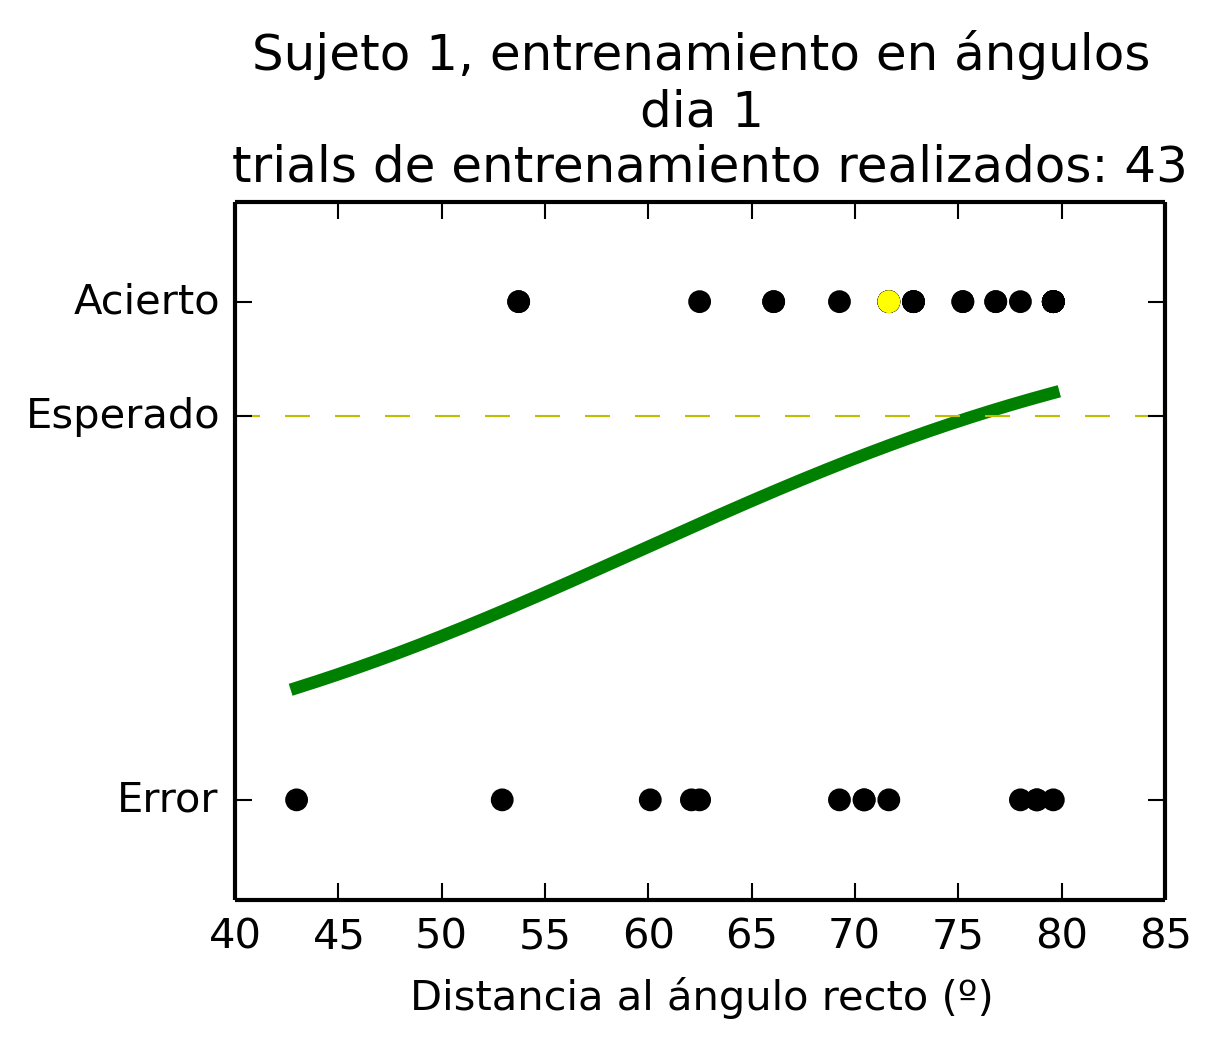 Sujeto 1, entrenamiento en ángulos
dia 1
trials de entrenamiento realizados: 43
Acierto
Esperado
Error
40 45 50 55 60 65 70 75 80 85
Distancia al ángulo recto (º)